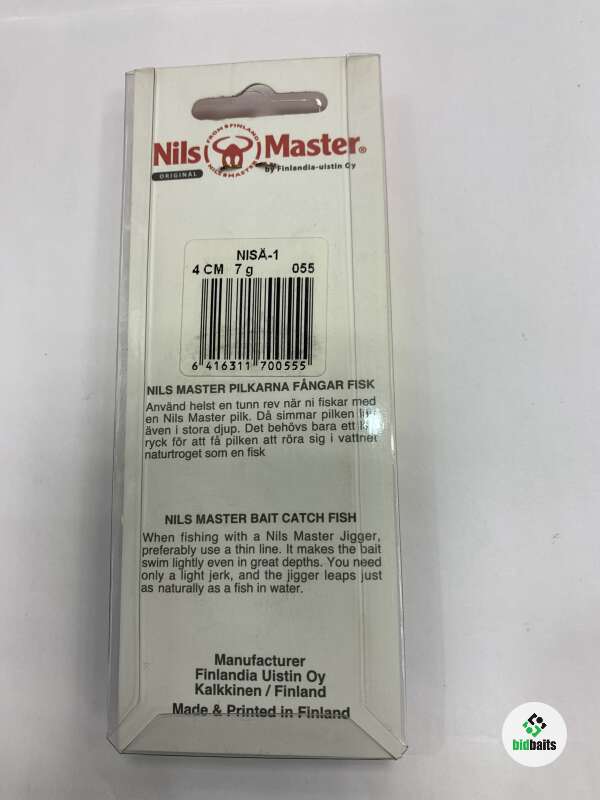 Nils Master®
FROM FINLAND
NILS MASTER
ORIGINAL
by Finlandia-uistin Oy
NISÄ-1
4 CM 7 g 055
6 416311 700555
NILS MASTER PILKARNA FÅNGAR FISK
Använd helst en tunn rev när ni fiskar med
en Nils Master pilk. Då simmar pilken
även i stora djup. Det behövs bara ett
ryck för att få pilken att röra sig i vattnet
naturtroget som en fisk
NILS MASTER BAIT CATCH FISH
When fishing with a Nils Master Jigger,
preferably use a thin line. It makes the bait
swim lightly even in great depths. You need
only a light jerk, and the jigger leaps just
as naturally as a fish in water.
Manufacturer
Finlandia Uistin Oy
Kalkkinen / Finland
Made & Printed in Finland
bidbaits